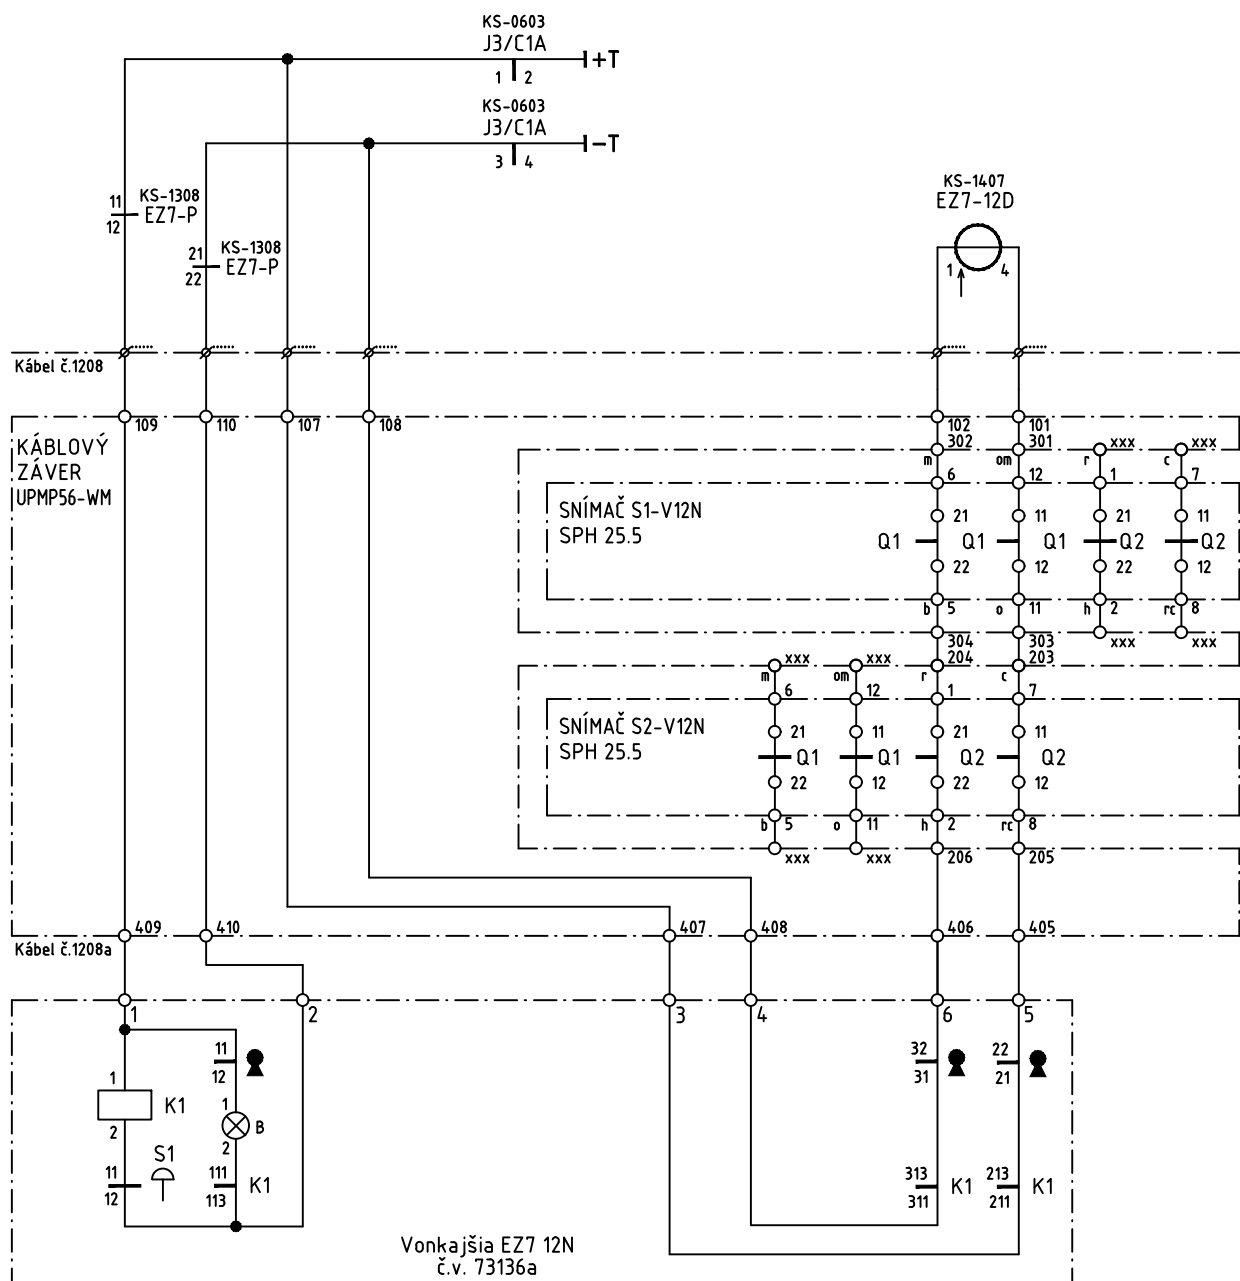 KS-0603
J3/C1A
1 2
+T
KS-0603
J3/C1A
3 4
-T
11
12
KS-1308
EZ7-P
21
22
KS-1308
EZ7-P
KS-1407
EZ7-12D
1 4
Kábel č.1208
109 110 107 108 102 101
KÁBLOVÝ
ZÁVER
UPMP56-WM
302 301 xxx xxx
m om r c
6 12 1 7
SNÍMAČ S1-V12N
SPH 25.5
21 11 21 11
Q1 Q1 Q1 Q2 Q2
22 12 22 12
b 5 o 11 h 2 rc 8
304 303 xxx xxx
xxx xxx 204 203
m om r c
6 12 1 7
SNÍMAČ S2-V12N
SPH 25.5
21 11 21 11
Q1 Q1 Q2 Q2
22 12 22 12
b 5 o 11 h 2 rc 8
xxx xxx 206 205
409 410 407 408 406 405
Kábel č.1208a
1 2 3 4 6 5
11
12
32
31
22
21
1
K1
2
1
B
2
S1
11
12
111
113
K1
313
311
K1
213
211
K1
Vonkajšia EZ7 12N
č.v. 73136a